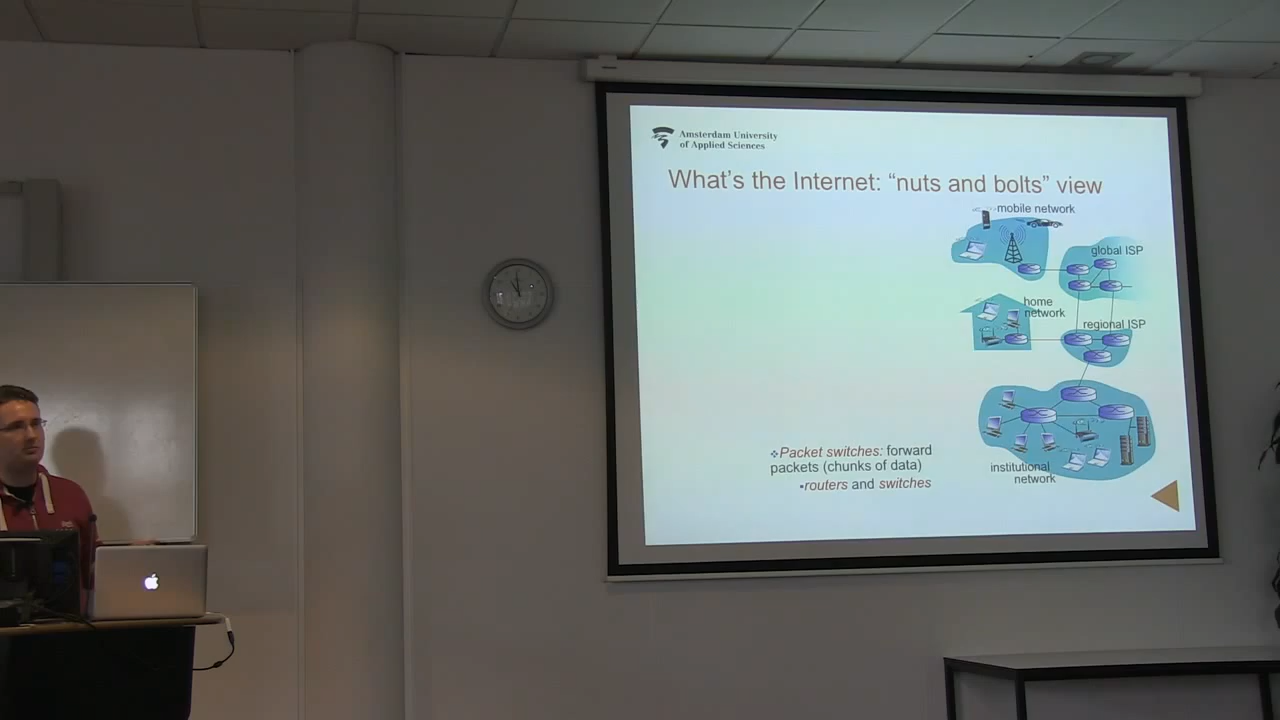 Amsterdam University
of Applied Sciences
What's the Internet: "nuts and bolts" view
mobile network
global ISP
home
network
regional ISP
❖Packet switches: forward
packets (chunks of data)
▪routers and switches
institutional
network